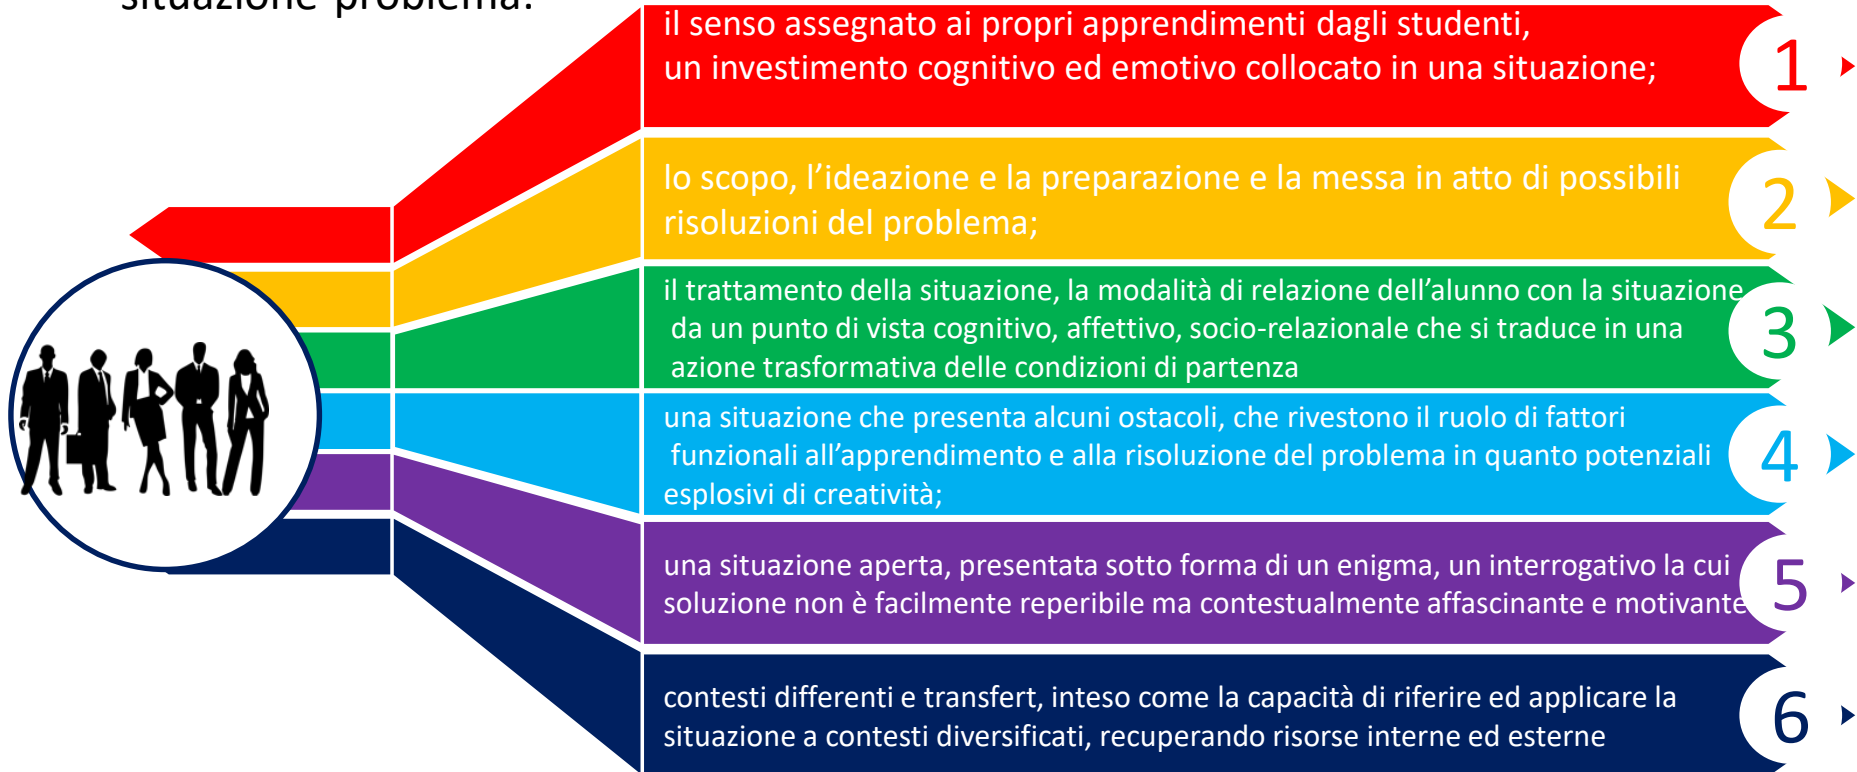 situazione-problema:
il senso assegnato ai propri apprendimenti dagli studenti,
un investimento cognitivo ed emotivo collocato in una situazione;
1
lo scopo, l’ideazione e la preparazione e la messa in atto di possibili
risoluzioni del problema;
2
il trattamento della situazione, la modalità di relazione dell’alunno con la situazione
da un punto di vista cognitivo, affettivo, socio-relazionale che si traduce in una
azione trasformativa delle condizioni di partenza
3
una situazione che presenta alcuni ostacoli, che rivestono il ruolo di fattori
funzionali all’apprendimento e alla risoluzione del problema in quanto potenziali
esplosivi di creatività;
4
una situazione aperta, presentata sotto forma di un enigma, un interrogativo la cui
soluzione non è facilmente reperibile ma contestualmente affascinante e motivante
5
contesti differenti e transfert, inteso come la capacità di riferire ed applicare la
situazione a contesti diversificati, recuperando risorse interne ed esterne
6